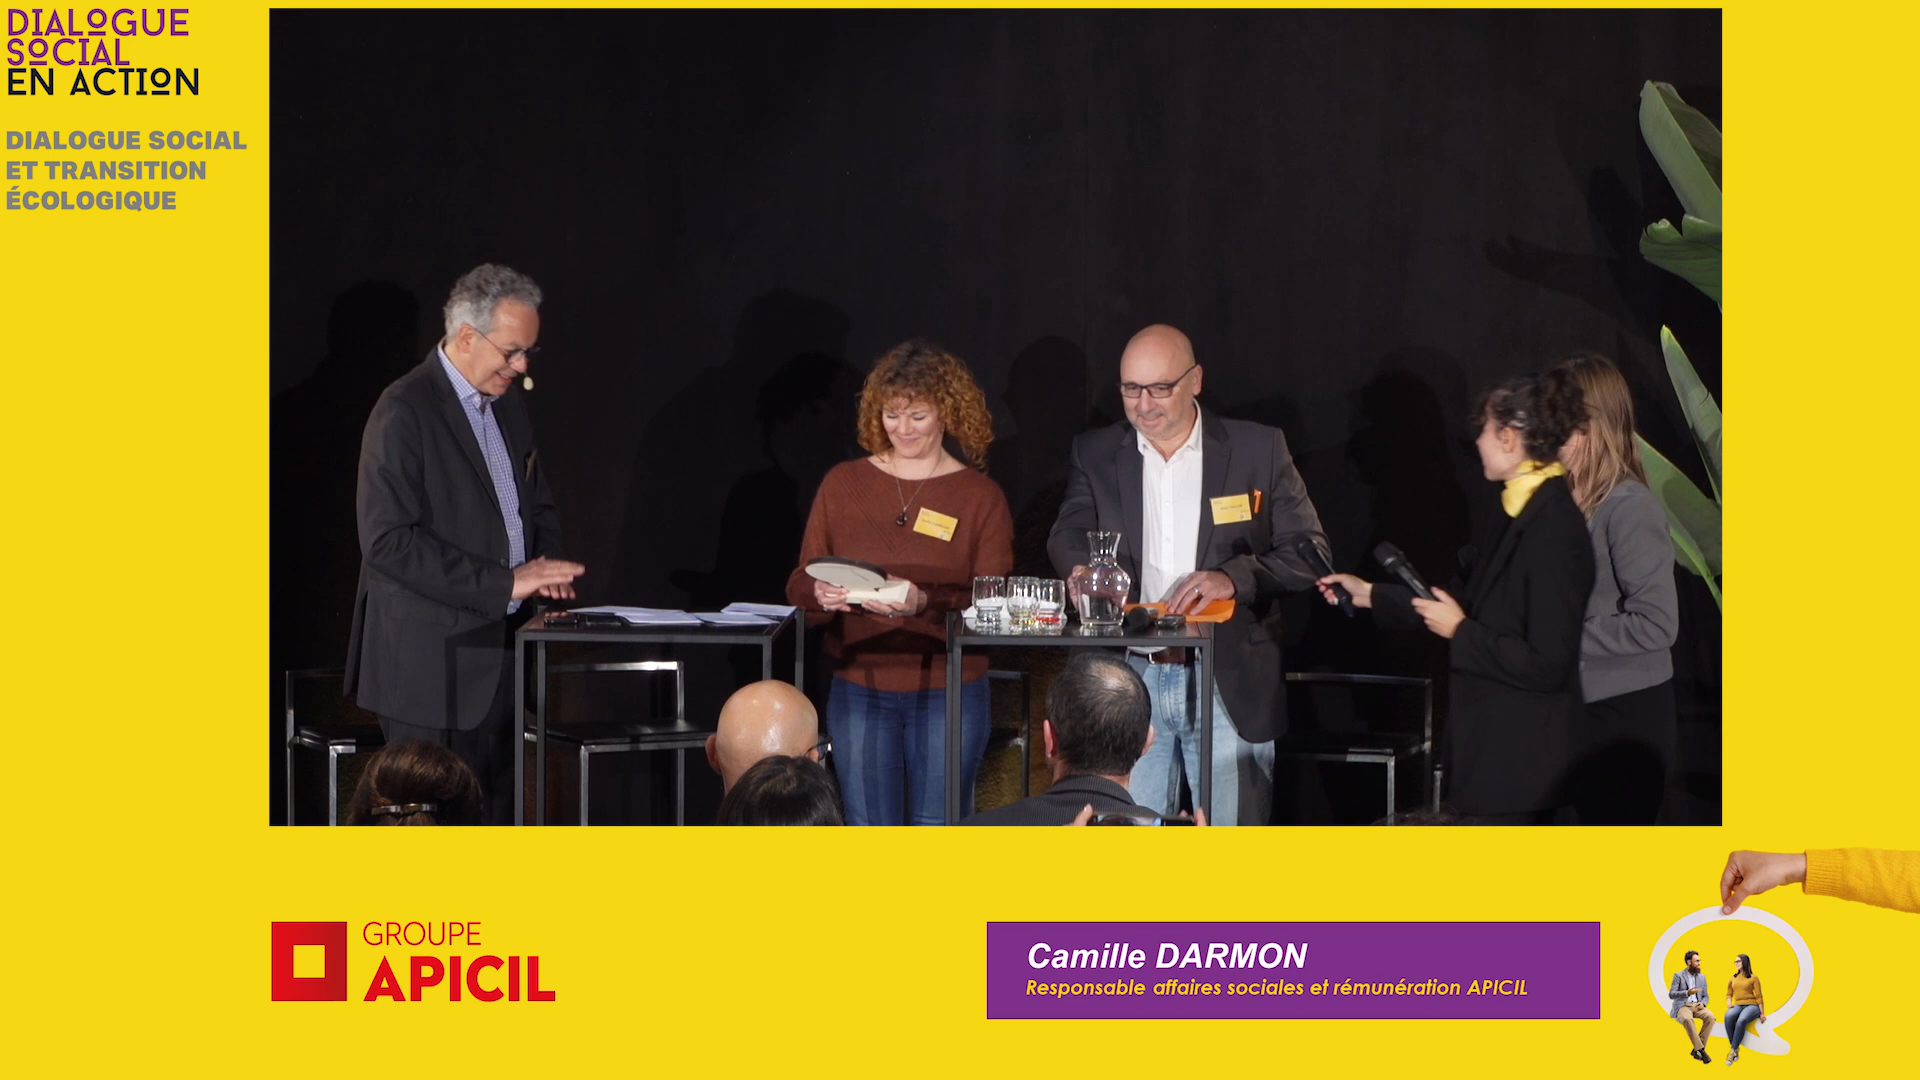 DIALOGUE
SOCIAL
EN ACTION
DIALOGUE SOCIAL
ET TRANSITION
ÉCOLOGIQUE
GROUPE
APICIL
Camille DARMON
Responsable affaires sociales et rémunération APICIL